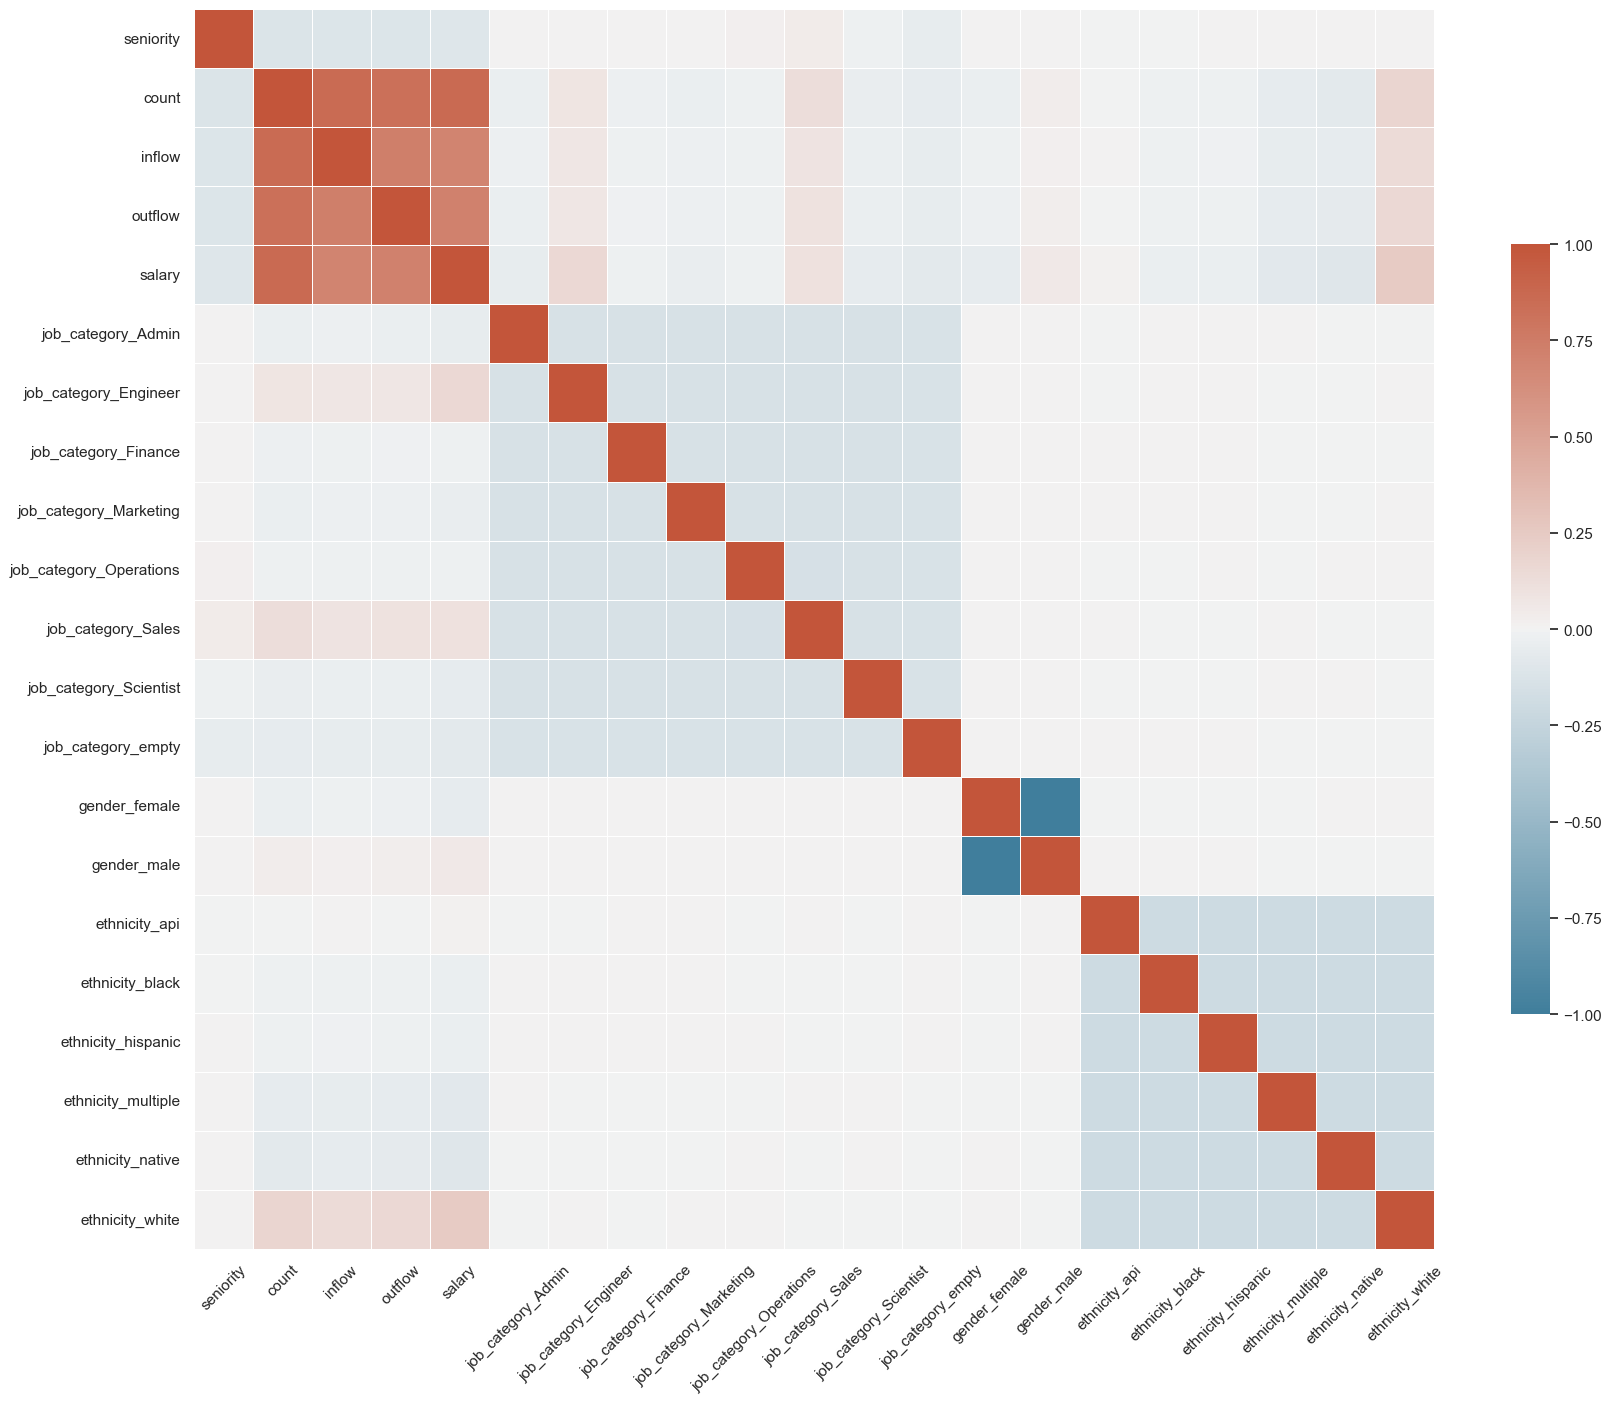 seniority
count
inflow
outflow
salary
job_category_Admin
job_category_Engineer
job_category_Finance
job_category_Marketing
job_category_Operations
job_category_Sales
job_category_Scientist
job_category_empty
gender_female
gender_male
ethnicity_api
ethnicity_black
ethnicity_hispanic
ethnicity_multiple
ethnicity_native
ethnicity_white
seniority
count
inflow
outflow
salary
job_category_Admin
job_category_Engineer
job_category_Finance
job_category_Marketing
job_category_Operations
job_category_Sales
job_category_Scientist
job_category_empty
gender_female
gender_male
ethnicity_api
ethnicity_black
ethnicity_hispanic
ethnicity_multiple
ethnicity_native
ethnicity_white
1.00
0.75
0.50
0.25
0.00
−0.25
−0.50
−0.75
−1.00